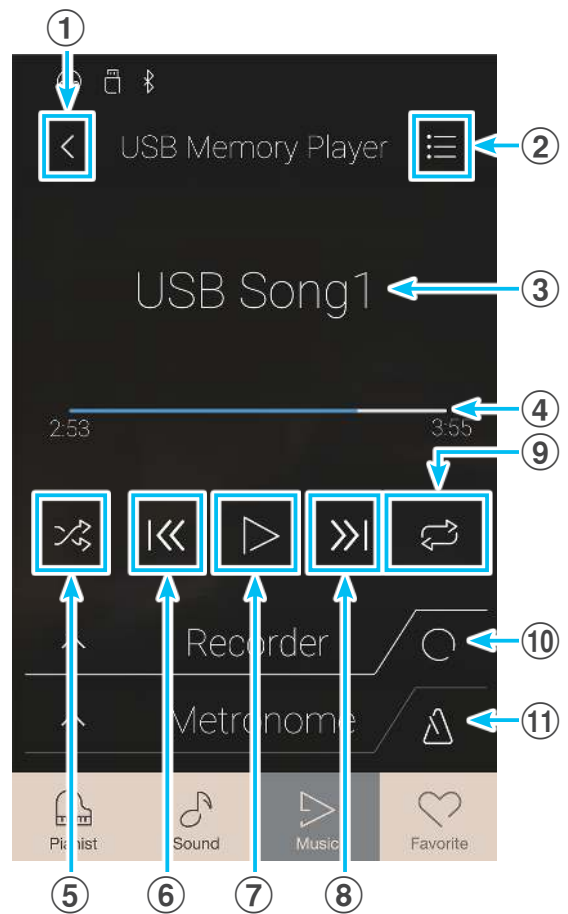 ①
USB Memory Player
②
USB Song1
③
④
2:53
3:55
⑨
Recorder
⑩
Metronome
⑪
Pianist
Sound
Music
Favorite
⑤ ⑥ ⑦ ⑧